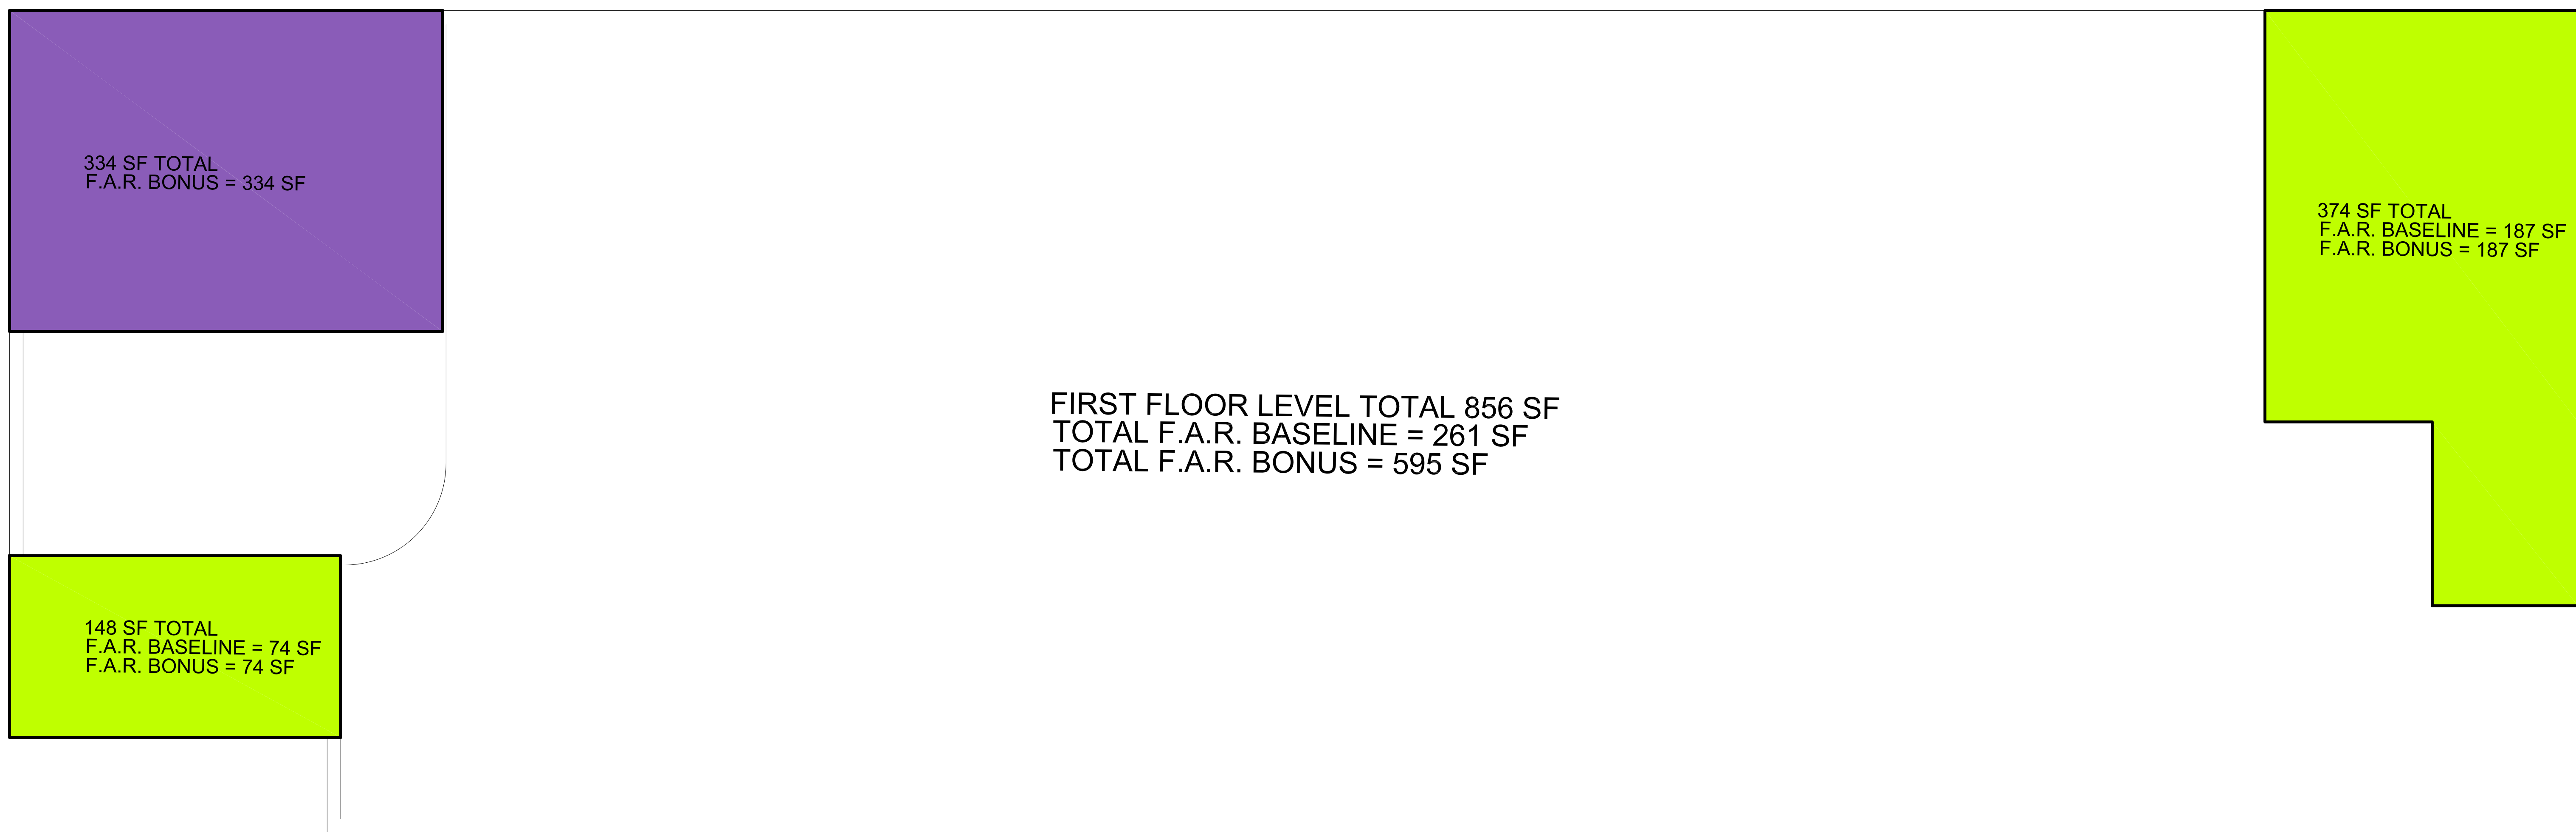 334 SF TOTAL
F.A.R. BONUS = 334 SF
374 SF TOTAL
F.A.R. BASELINE = 187 SF
F.A.R. BONUS = 187 SF
FIRST FLOOR LEVEL TOTAL 856 SF
TOTAL F.A.R. BASELINE = 261 SF
TOTAL F.A.R. BONUS = 595 SF
148 SF TOTAL
F.A.R. BASELINE = 74 SF
F.A.R. BONUS = 74 SF